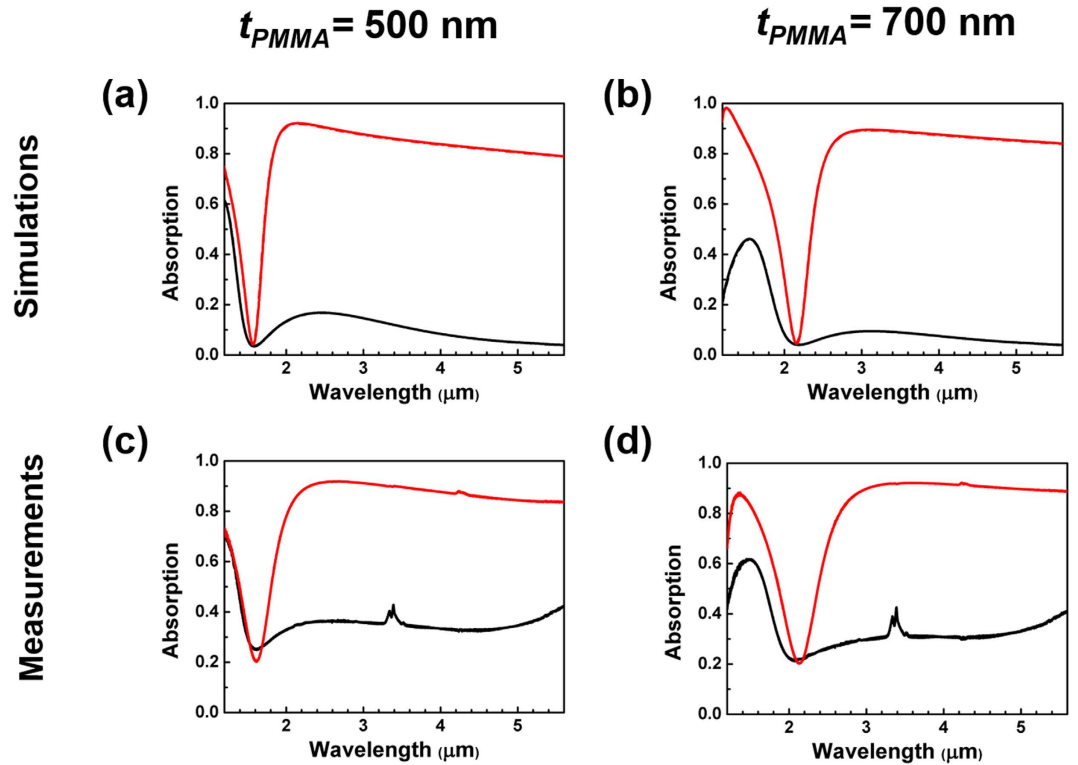 t_PMMA = 500 nm
t_PMMA = 700 nm
Simulations
Measurements
(a)
1.0
0.8
0.6
0.4
0.2
0.0
Absorption
2 3 4 5
Wavelength (μm)
(b)
1.0
0.8
0.6
0.4
0.2
0.0
Absorption
2 3 4 5
Wavelength (μm)
(c)
1.0
0.8
0.6
0.4
0.2
0.0
Absorption
2 3 4 5
Wavelength (μm)
(d)
1.0
0.8
0.6
0.4
0.2
0.0
Absorption
2 3 4 5
Wavelength (μm)